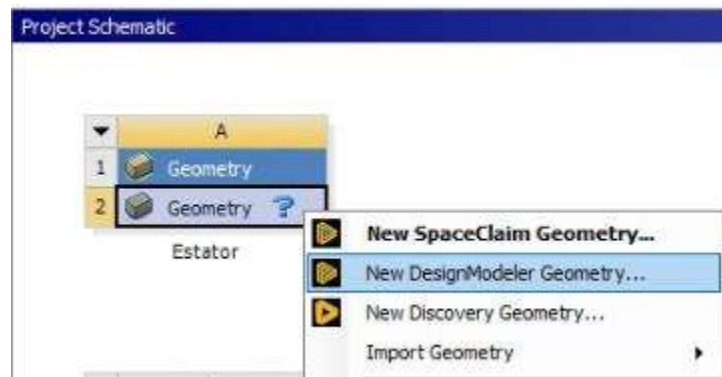 Project Schematic
A
1 Geometry
2 Geometry ?
Estator
New SpaceClaim Geometry...
New DesignModeler Geometry...
New Discovery Geometry...
Import Geometry